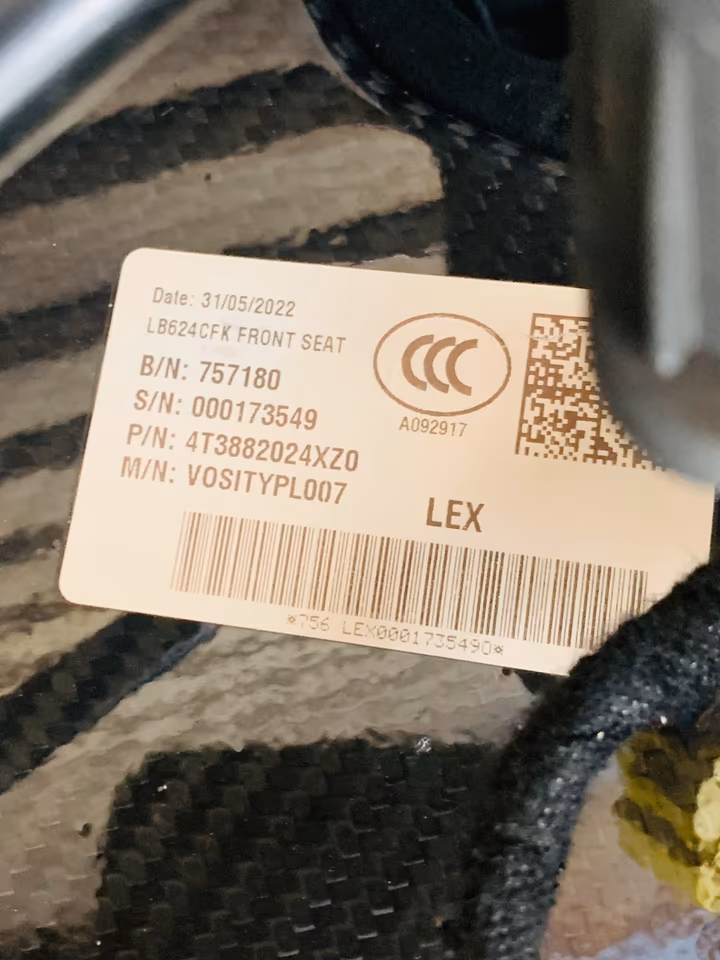 Date: 31/05/2022
LB624CFK FRONT SEAT
B/N: 757180
S/N: 000173549
P/N: 4T3882024XZ0
M/N: VOSITYPL007
CCC
A092917
LEX
*756 LEX0001735490*